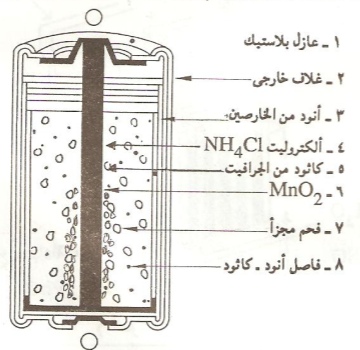 ١ - عازل بلاستيك
٢ - غلاف خارجى
٣ - أنود من الخارصين
٤ - ألكتروليت NH4Cl
٥ - كاثود من الجرافيت
٦ - MnO2
٧ - فحم مجزأ
٨ - فاصل أنود - كاثود